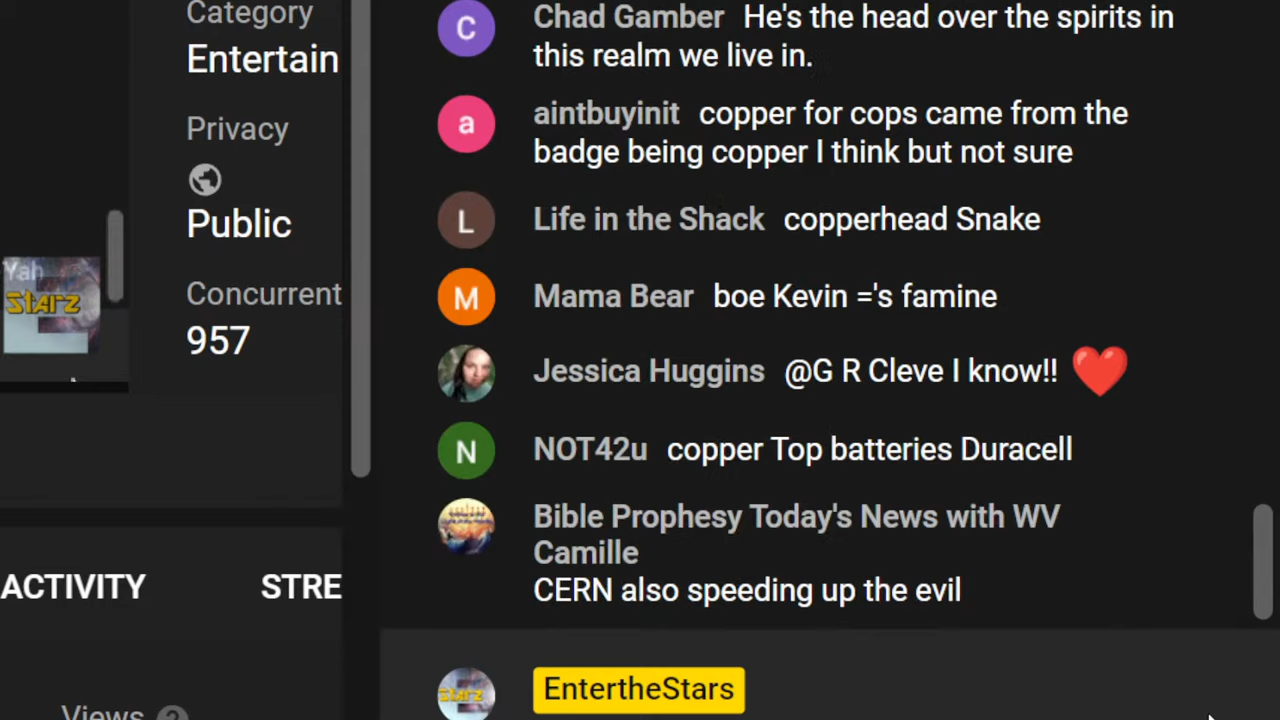 Category
Entertain
Privacy
Public
Concurrent
957
Yah
STARZ
ACTIVITY STRE
Views ?
C Chad Gamber He's the head over the spirits in
this realm we live in.
a aintbuyinit copper for cops came from the
badge being copper I think but not sure
L Life in the Shack copperhead Snake
M Mama Bear boe Kevin ='s famine
Jessica Huggins @G R Cleve I know!! ❤️
N NOT42u copper Top batteries Duracell
Bible Prophesy Today's News with WV
Camille
CERN also speeding up the evil
STARZ EntertheStars